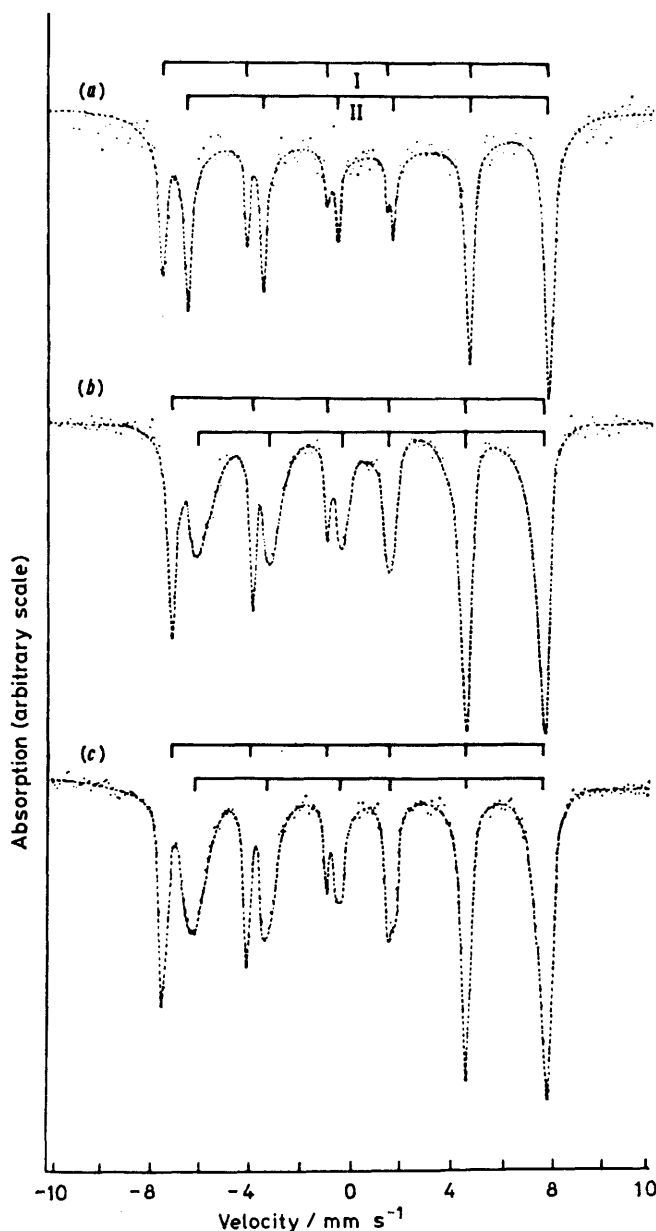 I
(a)
II
(b)
(c)
Absorption (arbitrary scale)
-10 -8 -4 0 4 8 10
Velocity / mm s⁻¹